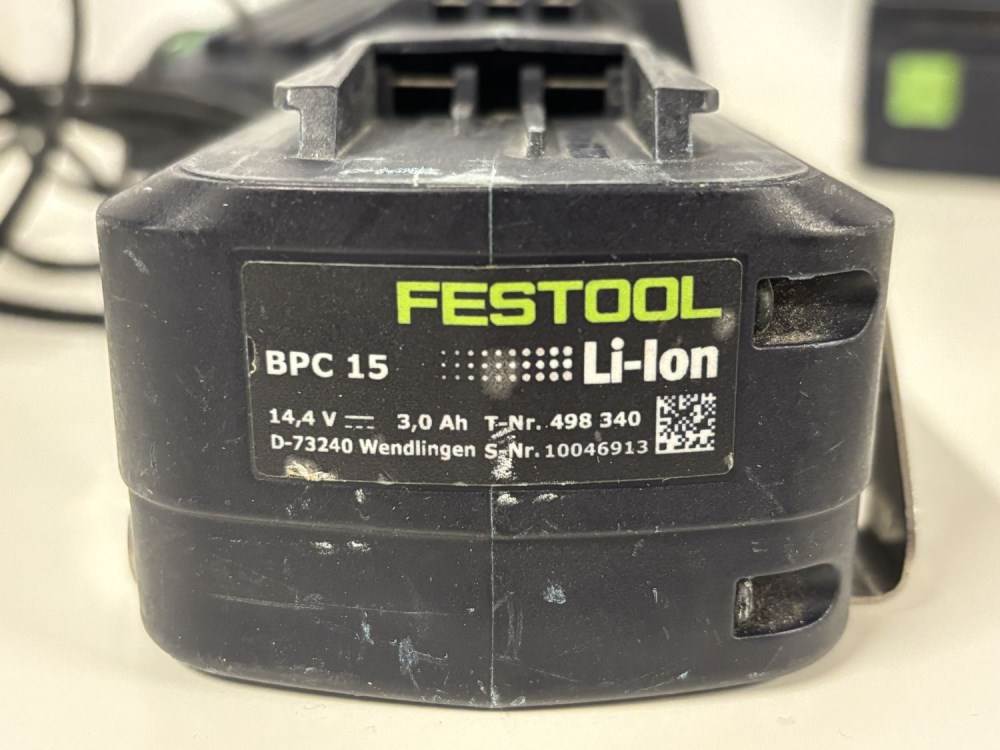 FESTOOL
BPC 15 Li-Ion
14,4 V 3,0 Ah T-Nr. 498 340
D-73240 Wendlingen S-Nr. 10046913